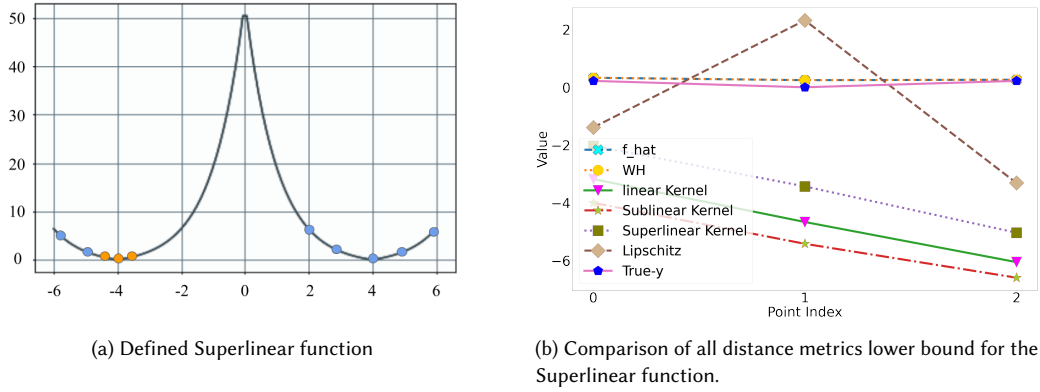 50
40
30
20
10
0
-6
-4
-2
0
2
4
6
(a) Defined Superlinear function
2
0
−2
−4
−6
Value
f_hat
WH
linear Kernel
Sublinear Kernel
Superlinear Kernel
Lipschitz
True-y
0
1
2
Point Index
(b) Comparison of all distance metrics lower bound for the
Superlinear function.